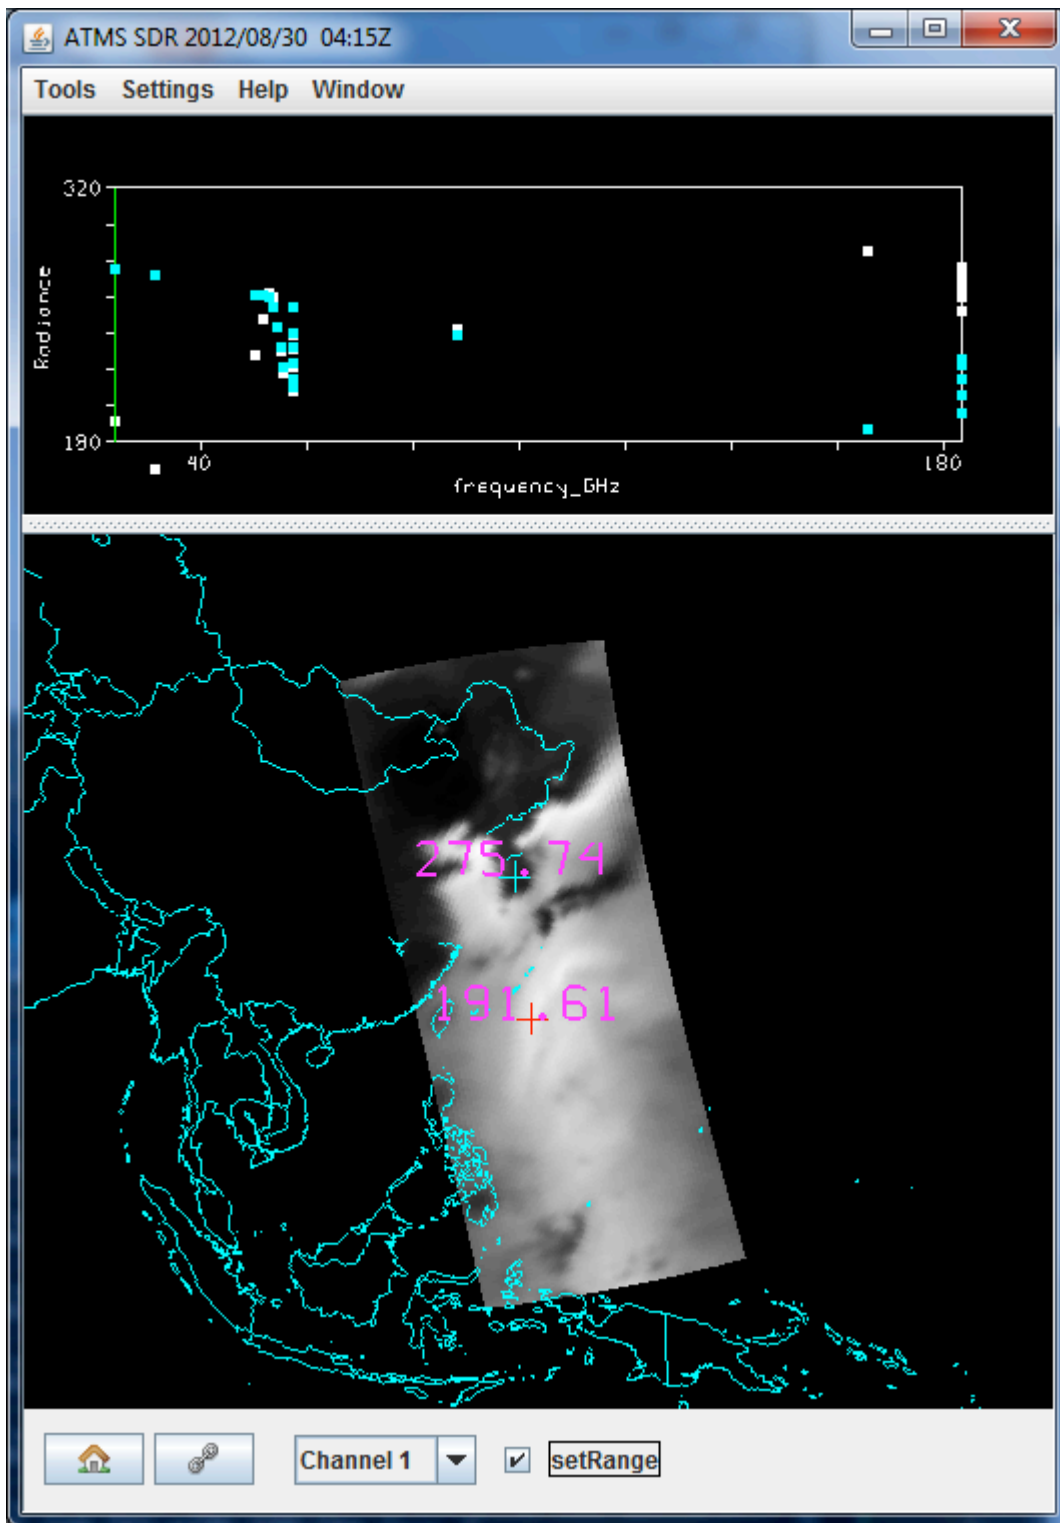 ATMS SDR 2012/08/30 04:15Z
Tools Settings Help Window
320
Radiance
190
40
180
frequency_GHz
275.74
191.61
Channel 1
setRange